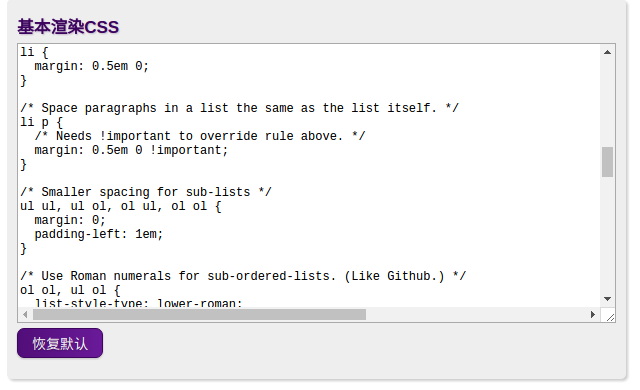 基本渲染CSS
li {
  margin: 0.5em 0;
}
/* Space paragraphs in a list the same as the list itself. */
li p {
  /* Needs !important to override rule above. */
  margin: 0.5em 0 !important;
}
/* Smaller spacing for sub-lists */
ul ul, ul ol, ol ul, ol ol {
  margin: 0;
  padding-left: 1em;
}
/* Use Roman numerals for sub-ordered-lists. (Like Github.) */
ol ol, ul ol {
  list-style-type: lower-roman;
恢复默认